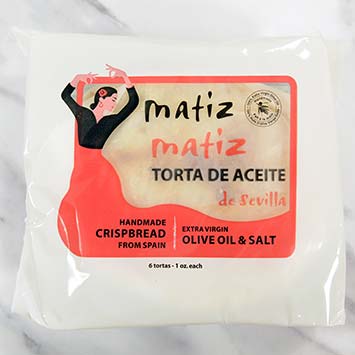 matiz
matiz
TORTA DE ACEITE
de Sevilla
HANDMADE
CRISPBREAD
FROM SPAIN
EXTRA VIRGIN
OLIVE OIL & SALT
6 tortas - 1 oz. each